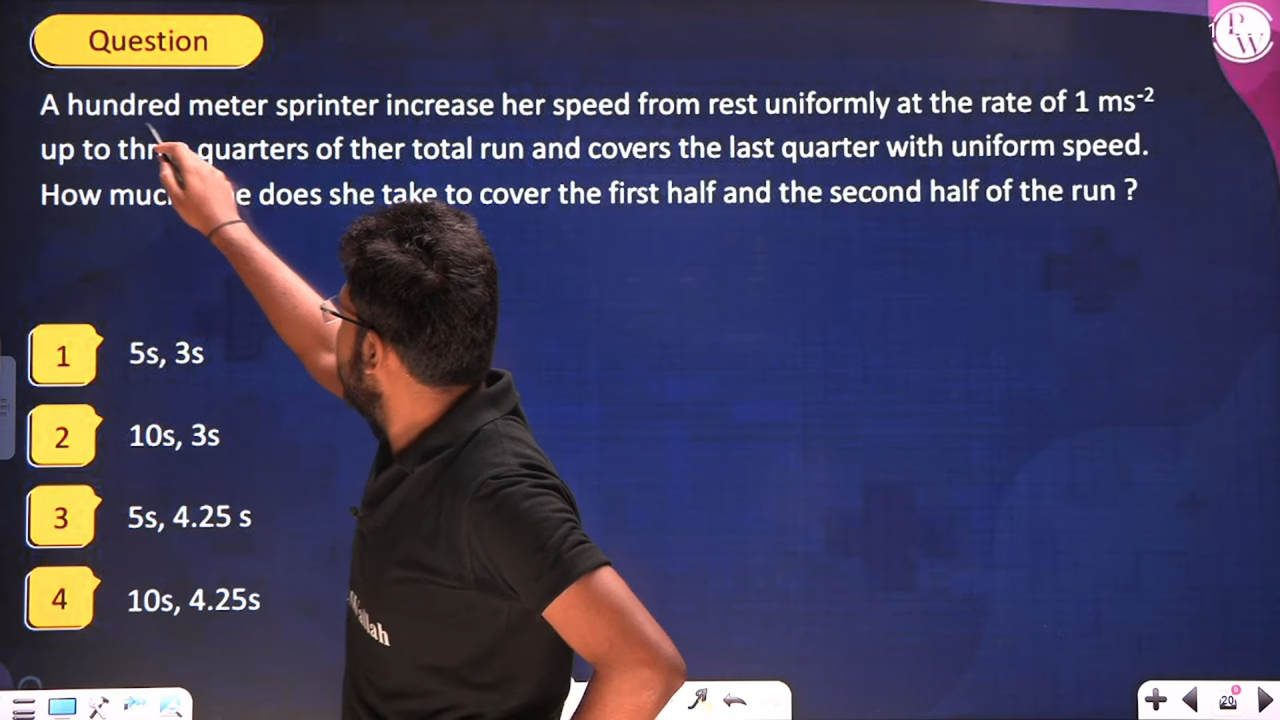 Question
A hundred meter sprinter increase her speed from rest uniformly at the rate of 1 ms⁻²
up to quarters of ther total run and covers the last quarter with uniform speed.
How does she take to cover the first half and the second half of the run ?
1 5s, 3s
2 10s, 3s
3 5s, 4.25 s
4 10s, 4.25s
PW
20